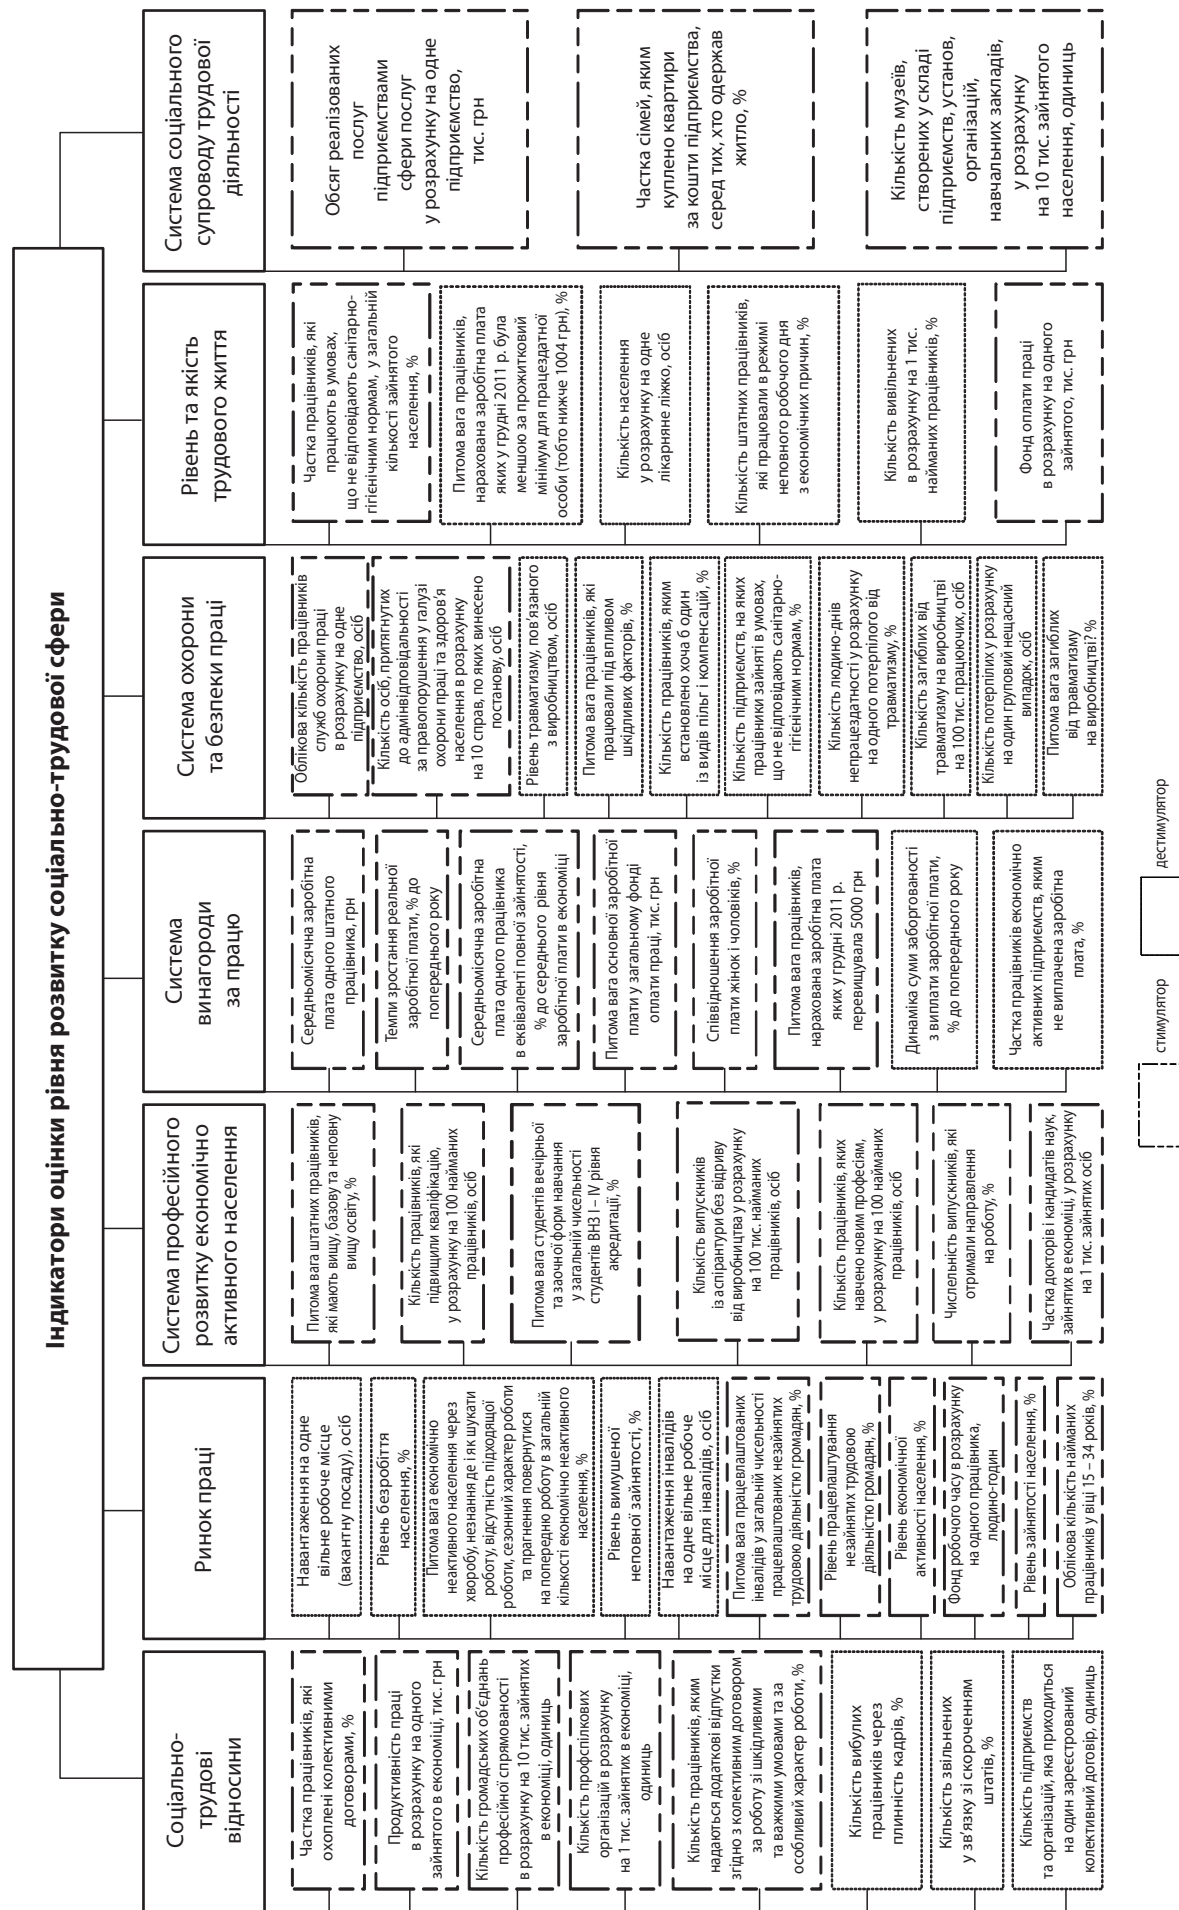 Індикатори оцінки рівня розвитку соціально-трудової сфери
Соціально-
трудові
відносини
Частка працівників, які
охоплені колективними
договорами, %
Продуктивність праці
в розрахунку на одного
зайнятого в економіці, тис. грн
Кількість громадських об’єднань
професійної спрямованості
в розрахунку на 10 тис. зайнятих
в економіці, одиниць
Кількість профспілкових
організацій в розрахунку
на 1 тис. зайнятих в економіці,
одиниць
Кількість працівників, яким
надаються додаткові відпустки
згідно з колективним договором
за роботу зі шкідливими
та важкими умовами та за
особливий характер роботи, %
Кількість вибулих
працівників через
плинність кадрів, %
Кількість звільнених
у зв’язку зі скороченням
штатів, %
Кількість підприємств
та організацій, яка приходиться
на один зареєстрований
колективний договір, одиниць
Ринок праці
Навантаження на одне
вільне робоче місце
(вакантну посаду), осіб
Рівень безробіття
населення, %
Питома вага економічно
неактивного населення через
хворобу, незнання де і як шукати
роботу, відсутність підходящої
роботи, сезонний характер роботи
та прагнення повернутися
на попередню роботу в загальній
кількості економічно неактивного
населення, %
Рівень вимушеної
неповної зайнятості, %
Навантаження інвалідів
на одне вільне робоче
місце для інвалідів, осіб
Питома вага працевлаштованих
інвалідів у загальній чисельності
працевлаштованих незайнятих
трудовою діяльністю громадян, %
Рівень працевлаштування
незайнятих трудовою
діяльністю громадян, %
Рівень економічної
активності населення, %
Фонд робочого часу в розрахунку
на одного працівника,
людино-годин
Рівень зайнятості населення, %
Облікова кількість найманих
працівників у віці 15 – 34 років, %
Система професійного
розвитку економічно
активного населення
Питома вага штатних працівників,
які мають вищу, базову та неповну
вищу освіту, %
Кількість працівників, які
підвищили кваліфікацію,
у розрахунку на 100 найманих
працівників, осіб
Питома вага студентів вечірньої
та заочної форм навчання
у загальній чисельності
студентів ВНЗ І – IV рівня
акредитації, %
Кількість випускників
із аспірантури без відриву
від виробництва у розрахунку
на 100 тис. найманих
працівників, осіб
Кількість працівників, яких
навчено новим професіям,
у розрахунку на 100 найманих
працівників, осіб
Числельність випускників, які
отримали направлення
на роботу, %
Частка докторів і кандидатів наук,
зайнятих в економіці, у розрахунку
на 1 тис. зайнятих осіб
Система
винагороди
за працю
Середньомісячна заробітна
плата одного штатного
працівника, грн
Темпи зростання реальної
заробітної плати, % до
попереднього року
Середньомісячна заробітна
плата одного працівника
в еквіваленті повної зайнятості,
% до середнього рівня
заробітної плати в економіці
Питома вага основної заробітної
плати у загальному фонді
оплати праці, тис. грн
Співвідношення заробітної
плати жінок і чоловіків, %
Питома вага працівників,
нарахована заробітна плата
яких у грудні 2011 р.
перевищувала 5000 грн
Динаміка суми заборгованості
з виплати заробітної плати,
% до попереднього року
Частка працівників економічно
активних підприємств, яким
не виплачена заробітна
плата, %
Система охорони
та безпеки праці
Облікова кількість працівників
служб охорони праці
в розрахунку на одне
підприємство, осіб
Кількість осіб, притягнутих
до адмінвідповідальності
за правопорушення у галузі
охорони праці та здоров’я
населення в розрахунку
на 10 справ, по яких винесено
постанову, осіб
Рівень травматизму, пов’язаного
з виробництвом, осіб
Питома вага працівників, які
працювали під впливом
шкідливих факторів, %
Кількість працівників, яким
встановлено хоча б один
із видів пільг і компенсацій, %
Кількість підприємств, на яких
працівники зайняті в умовах,
що не відповідають санітарно-
гігієнічним нормам, %
Кількість людино-днів
непрацездатності у розрахунку
на одного потерпілого від
травматизму, %
Кількість загиблих від
травматизму на виробництві
на 100 тис. працюючих, осіб
Кількість потерпілих у розрахунку
на один груповий нещасний
випадок, осіб
Питома вага загиблих
від травматизму
на виробництві? %
Рівень та якість
трудового життя
Частка працівників, які
працюють в умовах,
що не відповідають санітарно-
гігієнічним нормам, у загальній
кількості зайнятого
населення, %
Питома вага працівників,
нарахована заробітна плата
яких у грудні 2011 р. була
меншою за прожитковий
мінімум для працездатної
особи (тобто нижче 1004 грн), %
Кількість населення
у розрахунку на одне
лікарняне ліжко, осіб
Кількість штатних працівників,
які працювали в режимі
неповного робочого дня
з економічних причин, %
Кількість вивільнених
в розрахунку на 1 тис.
найманих працівників, %
Фонд оплати праці
в розрахунку на одного
зайнятого, тис. грн
Система соціального
супроводу трудової
діяльності
Обсяг реалізованих
послуг
підприємствами
сфери послуг
у розрахунку на одне
підприємство,
тис. грн
Частка сімей, яким
куплено квартири
за кошти підприємства,
серед тих, хто одержав
житло, %
Кількість музеїв,
створених у складі
підприємств, установ,
організацій,
навчальних закладів,
у розрахунку
на 10 тис. зайнятого
населення, одиниць
стимулятор
дестимулятор